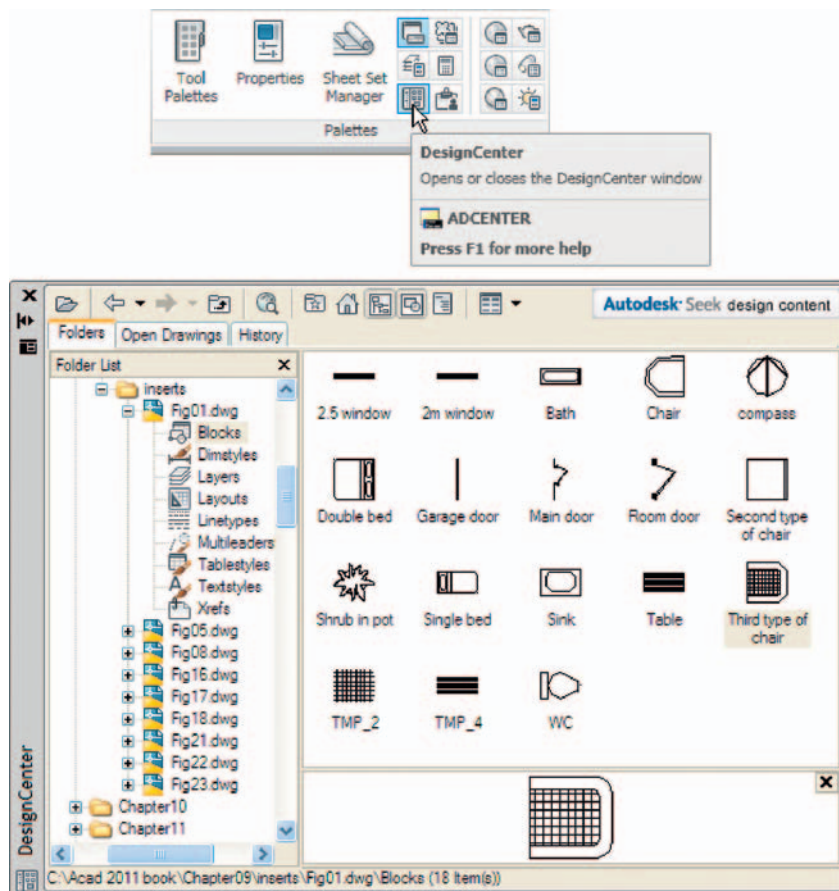 Tool
Palettes
Properties
Sheet Set
Manager
Palettes
DesignCenter
Opens or closes the DesignCenter window
ADCENTER
Press F1 for more help
Autodesk Seek design content
Folders
Open Drawings
History
Folder List
inserts
Fig01.dwg
Blocks
Dimstyles
Layers
Layouts
Linetypes
Multileaders
Tablestyles
Textstyles
Xrefs
Fig05.dwg
Fig08.dwg
Fig16.dwg
Fig17.dwg
Fig18.dwg
Fig21.dwg
Fig22.dwg
Fig23.dwg
Chapter10
Chapter11
2.5 window
2m window
Bath
Chair
compass
Double bed
Garage door
Main door
Room door
Second type
of chair
Shrub in pot
Single bed
Sink
Table
Third type of
chair
TMP_2
TMP_4
WC
DesignCenter
C:\Acad 2011 book\Chapter09\inserts\Fig01.dwg\Blocks (18 Item(s))